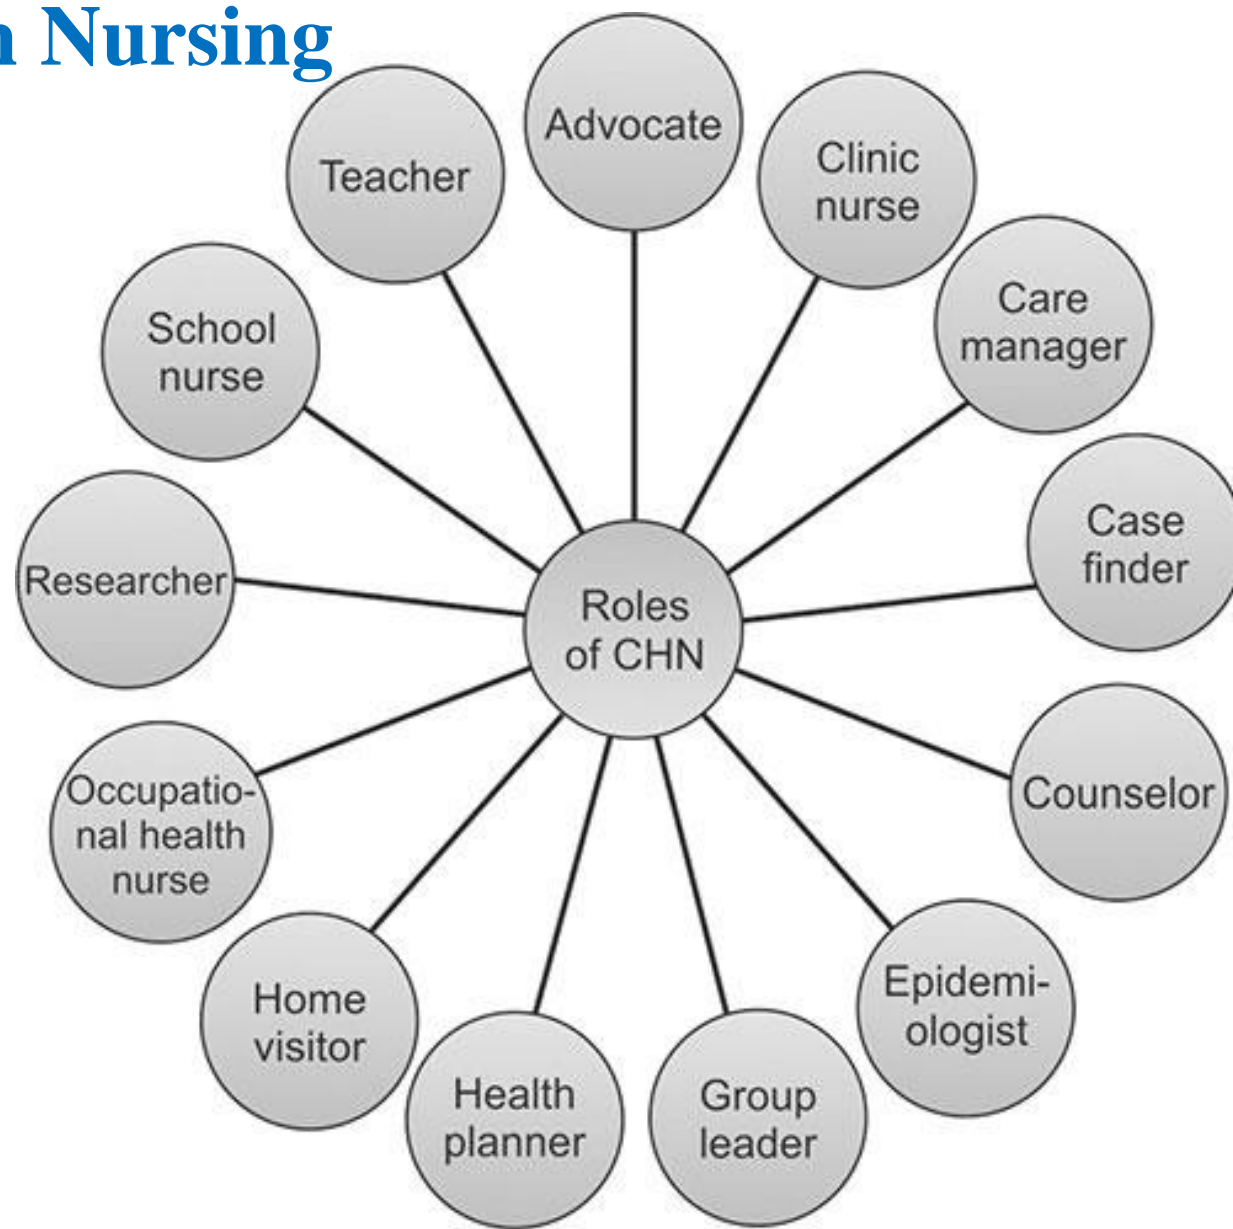 n Nursing
Advocate
Clinic
nurse
Care
manager
Case
finder
Counselor
Epidemi-
ologist
Group
leader
Health
planner
Home
visitor
Occupatio-
nal health
nurse
Researcher
School
nurse
Teacher
Roles
of CHN